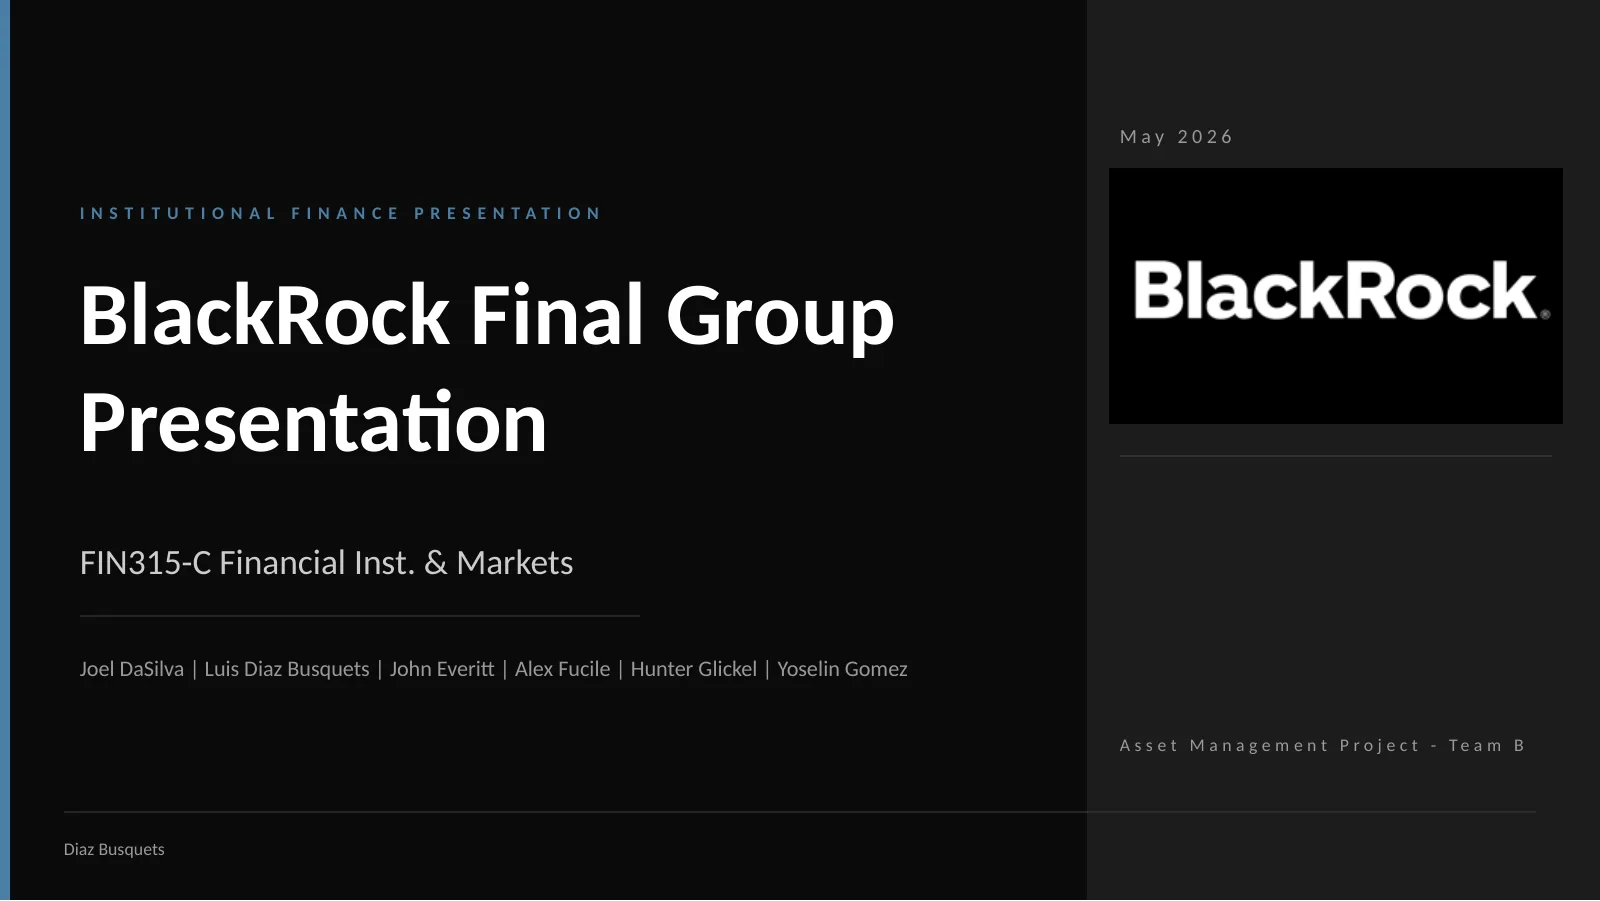 INSTITUTIONAL FINANCE PRESENTATION
BlackRock Final Group
Presentation
FIN315-C Financial Inst. & Markets
Joel DaSilva | Luis Diaz Busquets | John Everitt | Alex Fucile | Hunter Glickel | Yoselin Gomez
May 2026
BlackRock®
Asset Management Project - Team B
Diaz Busquets